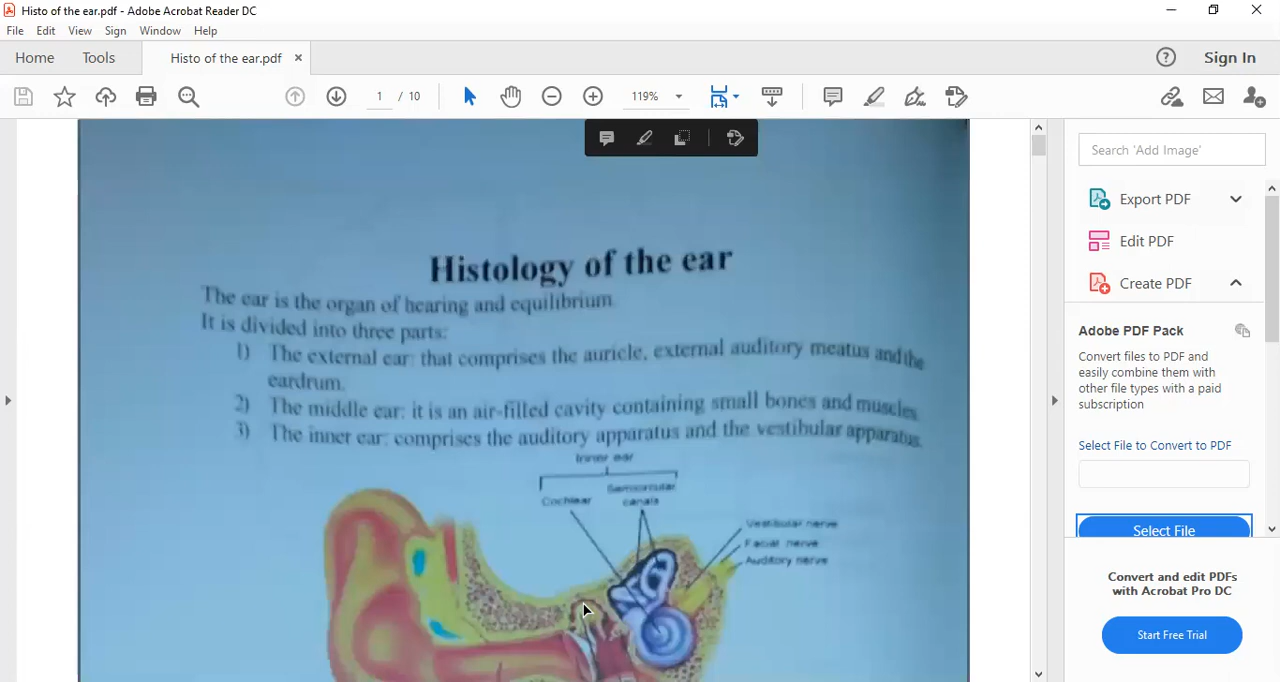 Histo of the ear.pdf - Adobe Acrobat Reader DC
File Edit View Sign Window Help
Home Tools Histo of the ear.pdf × ? Sign In
1 / 10 119%
Search 'Add Image'
Export PDF
Edit PDF
Create PDF
Adobe PDF Pack
Convert files to PDF and
easily combine them with
other file types with a paid
subscription
Select File to Convert to PDF
Select File
Convert and edit PDFs
with Acrobat Pro DC
Start Free Trial
Histology of the ear
The ear is the organ of hearing and equilibrium
It is divided into three parts:
1) The external ear: that comprises the auricle, external auditory meatus and the
eardrum.
2) The middle ear: it is an air-filled cavity containing small bones and muscles.
3) The inner ear: comprises the auditory apparatus and the vestibular apparatus.
Inner ear
Cochlear
Semicircular
canals
Vestibular nerve
Facial nerve
Auditory nerve